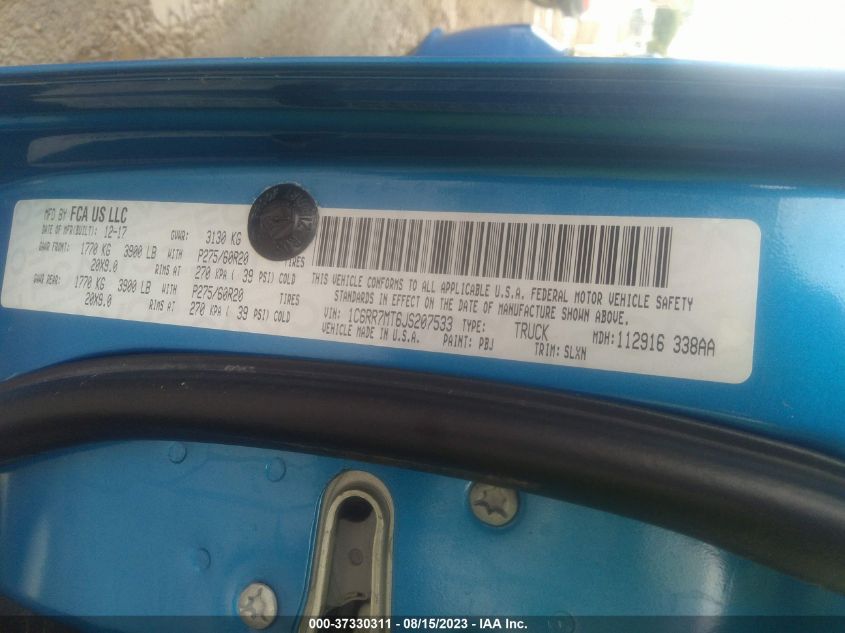 MFD BY FCA US LLC
DATE OF MFR(BUILT): 12-17 GVWR: 3130 KG
GAWR FRONT: 1770 KG 3900 LB WITH P275/60R20 TIRES
20X9.0 RIMS AT 270 KPA ( 39 PSI) COLD
GAWR REAR: 1770 KG 3900 LB WITH P275/60R20 TIRES
20X9.0 RIMS AT 270 KPA ( 39 PSI) COLD
THIS VEHICLE CONFORMS TO ALL APPLICABLE U.S.A. FEDERAL MOTOR VEHICLE SAFETY
STANDARDS IN EFFECT ON THE DATE OF MANUFACTURE SHOWN ABOVE.
VIN: 1C6RR7MT6JS207533 TYPE: TRUCK MDH:112916 338AA
VEHICLE MADE IN U.S.A. PAINT: PBJ TRIM: SLXN
000-37330311 - 08/15/2023 - IAA Inc.